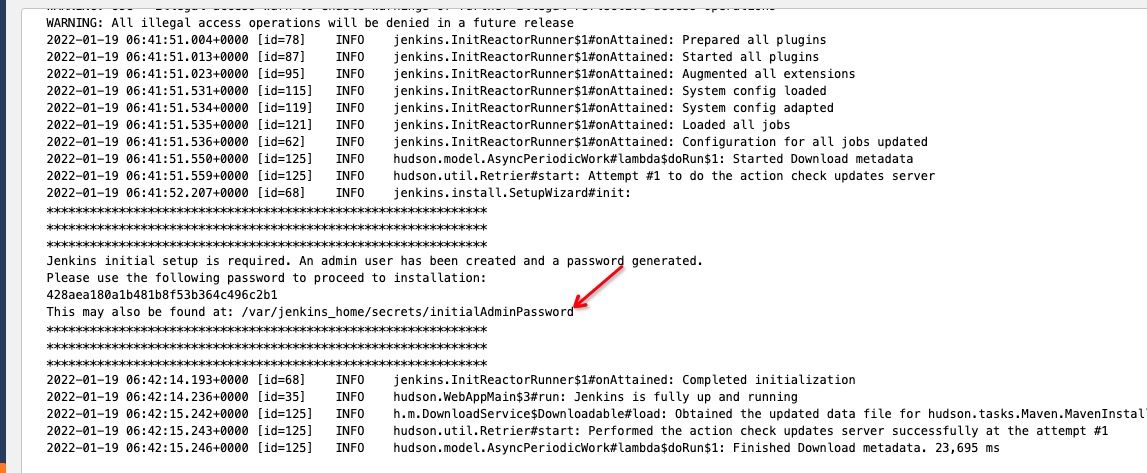 WARNING: All illegal access operations will be denied in a future release
2022-01-19 06:41:51.004+0000 [id=78] INFO jenkins.InitReactorRunner$1#onAttained: Prepared all plugins
2022-01-19 06:41:51.013+0000 [id=87] INFO jenkins.InitReactorRunner$1#onAttained: Started all plugins
2022-01-19 06:41:51.023+0000 [id=95] INFO jenkins.InitReactorRunner$1#onAttained: Augmented all extensions
2022-01-19 06:41:51.531+0000 [id=115] INFO jenkins.InitReactorRunner$1#onAttained: System config loaded
2022-01-19 06:41:51.534+0000 [id=119] INFO jenkins.InitReactorRunner$1#onAttained: System config adapted
2022-01-19 06:41:51.535+0000 [id=121] INFO jenkins.InitReactorRunner$1#onAttained: Loaded all jobs
2022-01-19 06:41:51.536+0000 [id=62] INFO jenkins.InitReactorRunner$1#onAttained: Configuration for all jobs updated
2022-01-19 06:41:51.550+0000 [id=125] INFO hudson.model.AsyncPeriodicWork#lambda$doRun$1: Started Download metadata
2022-01-19 06:41:51.559+0000 [id=125] INFO hudson.util.Retrier#start: Attempt #1 to do the action check updates server
2022-01-19 06:41:52.207+0000 [id=68] INFO jenkins.install.SetupWizard#init:
*************************************************************
*************************************************************
*************************************************************
Jenkins initial setup is required. An admin user has been created and a password generated.
Please use the following password to proceed to installation:
428aea180a1b481b8f53b364c496c2b1
This may also be found at: /var/jenkins_home/secrets/initialAdminPassword
*************************************************************
*************************************************************
*************************************************************
2022-01-19 06:42:14.193+0000 [id=68] INFO jenkins.InitReactorRunner$1#onAttained: Completed initialization
2022-01-19 06:42:14.236+0000 [id=35] INFO hudson.WebAppMain$3#run: Jenkins is fully up and running
2022-01-19 06:42:15.242+0000 [id=125] INFO h.m.DownloadService$Downloadable#load: Obtained the updated data file for hudson.tasks.Maven.MavenInstal
2022-01-19 06:42:15.243+0000 [id=125] INFO hudson.util.Retrier#start: Performed the action check updates server successfully at the attempt #1
2022-01-19 06:42:15.246+0000 [id=125] INFO hudson.model.AsyncPeriodicWork#lambda$doRun$1: Finished Download metadata. 23,695 ms